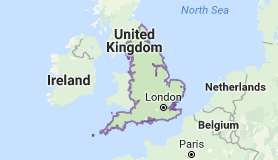 North Sea
United
Kingdom
Ireland
London
Netherlands
Belgium
Paris